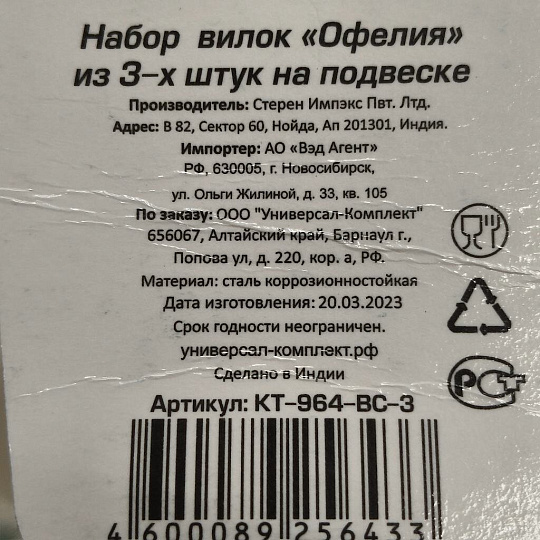 Набор вилок «Офелия»
из 3-х штук на подвеске
Производитель: Стерен Импэкс Пвт. Лтд.
Адрес: В 82, Сектор 60, Нойда, Ап 201301, Индия.
Импортер: АО «Вэд Агент»
РФ, 630005, г. Новосибирск,
ул. Ольги Жилиной, д. 33, кв. 105
По заказу: ООО "Универсал-Комплект"
656067, Алтайский край, Барнаул г.,
Попова ул, д. 220, кор. а, РФ.
Материал: сталь коррозионностойкая
Дата изготовления: 20.03.2023
Срок годности неограничен.
универсал-комплект.рф
Сделано в Индии
РСТ
Артикул: КТ-964-ВС-3
4 600089 256433